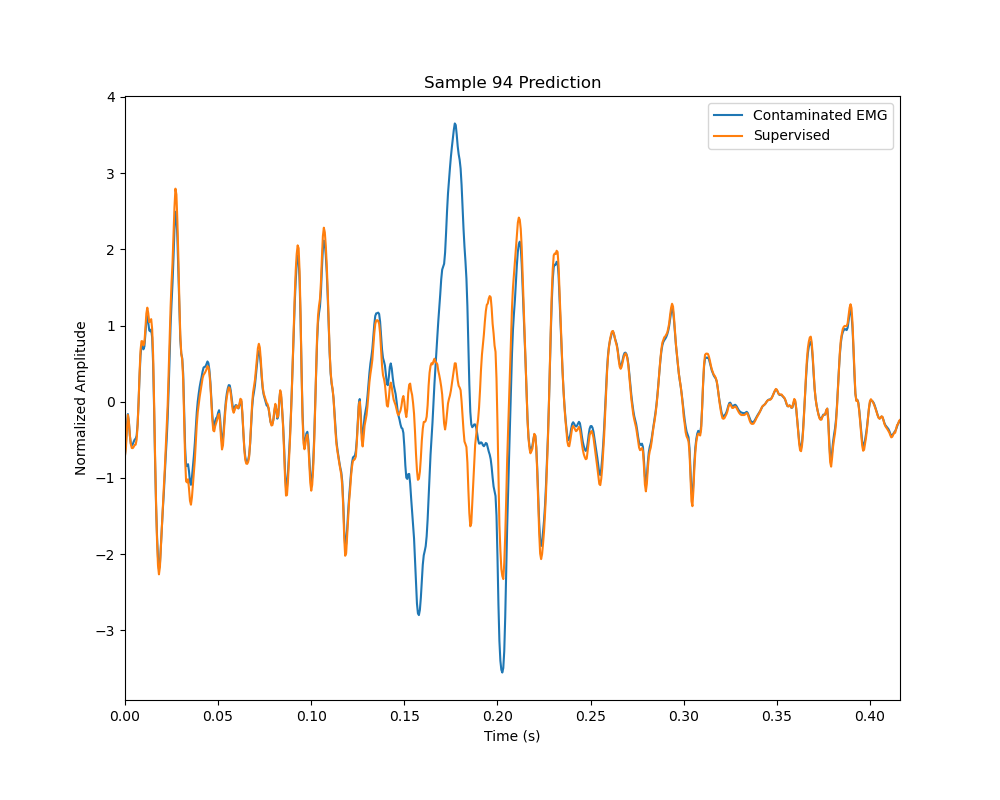 Sample 94 Prediction
Contaminated EMG
Supervised
Normalized Amplitude
4
3
2
1
0
−1
−2
−3
0.00 0.05 0.10 0.15 0.20 0.25 0.30 0.35 0.40
Time (s)